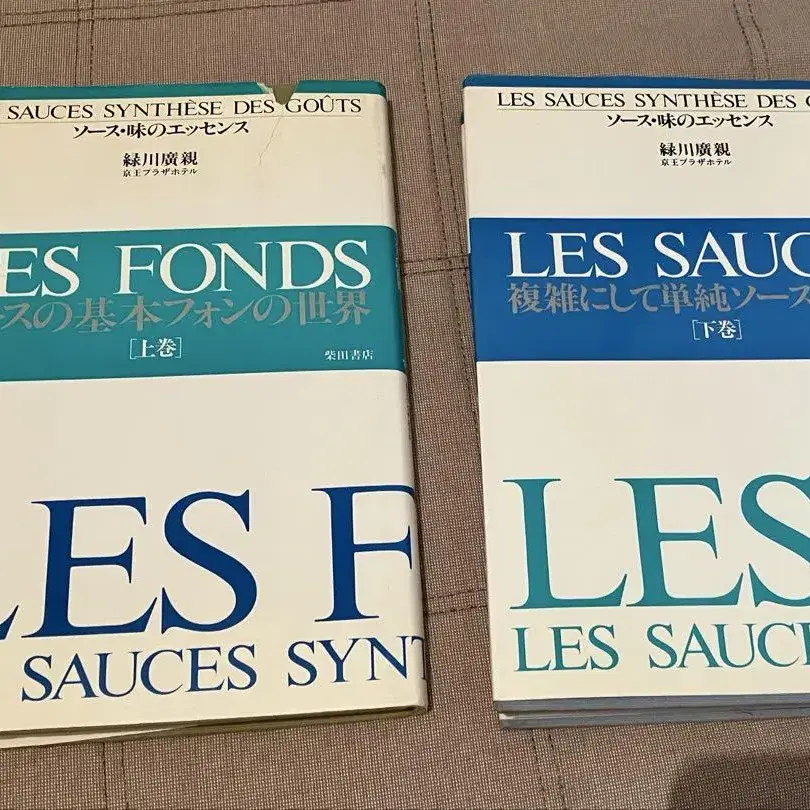 SAUCES SYNTHÈSE DES GOÛTS
ソース・味のエッセンス
緑川廣親
京王プラザホテル
ES FONDS
スの基本フォンの世界
[上巻]
柴田書店
LES F
SAUCES SYNT
LES SAUCES SYNTHÈSE DES G
ソース・味のエッセンス
緑川廣親
京王プラザホテル
LES SAUC
複雑にして単純ソース
[下巻]
LES
LES SAUCE